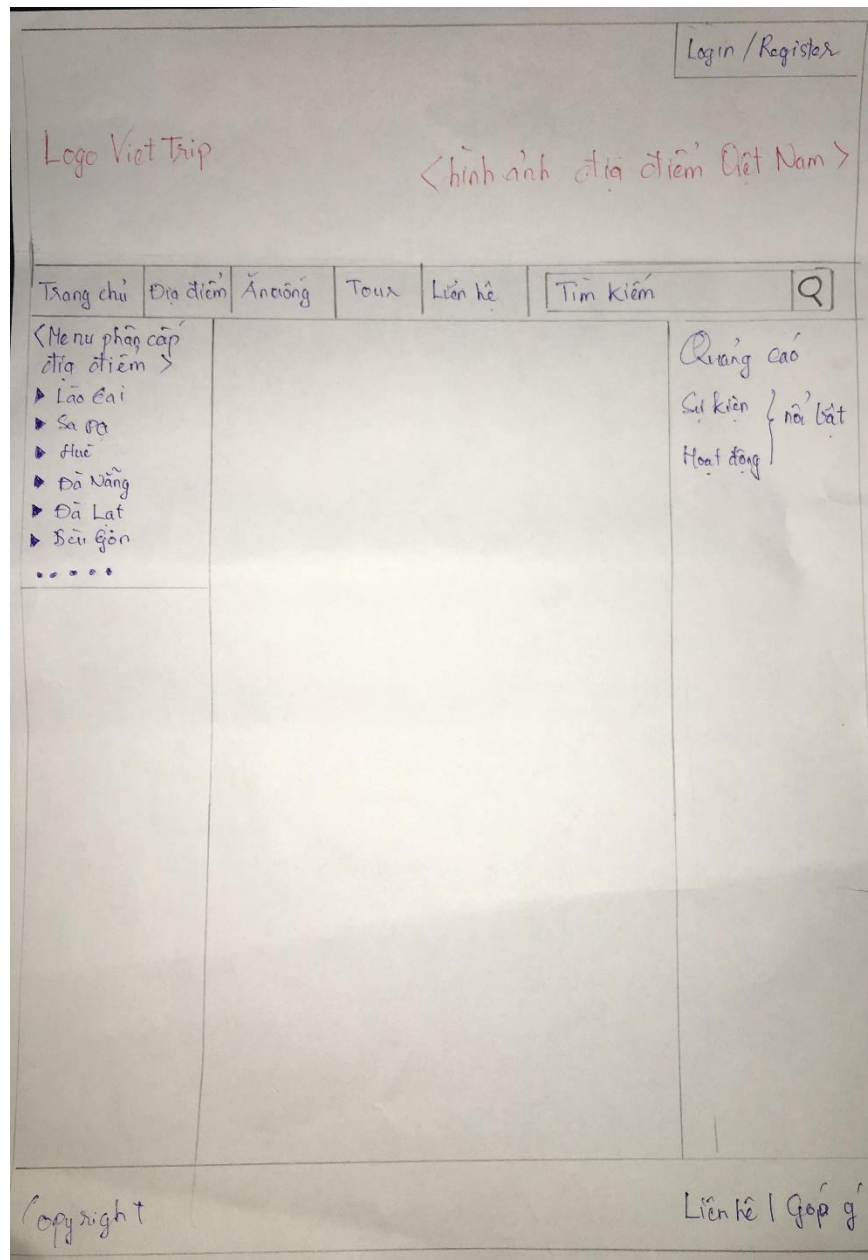 Login / Register
Logo Viet Trip
<hình ảnh địa điểm Việt Nam>
Trang chủ Địa điểm Ăn uống Tour Liên hệ Tìm kiếm
<Menu phân cấp
địa điểm>
Lào Cai
Sa Pa
Huế
Đà Nẵng
Đà Lạt
Sài Gòn
.....
Quảng cáo
Sự kiện } nổi bật
Hoạt động
Copyright
Liên hệ | Góp ý